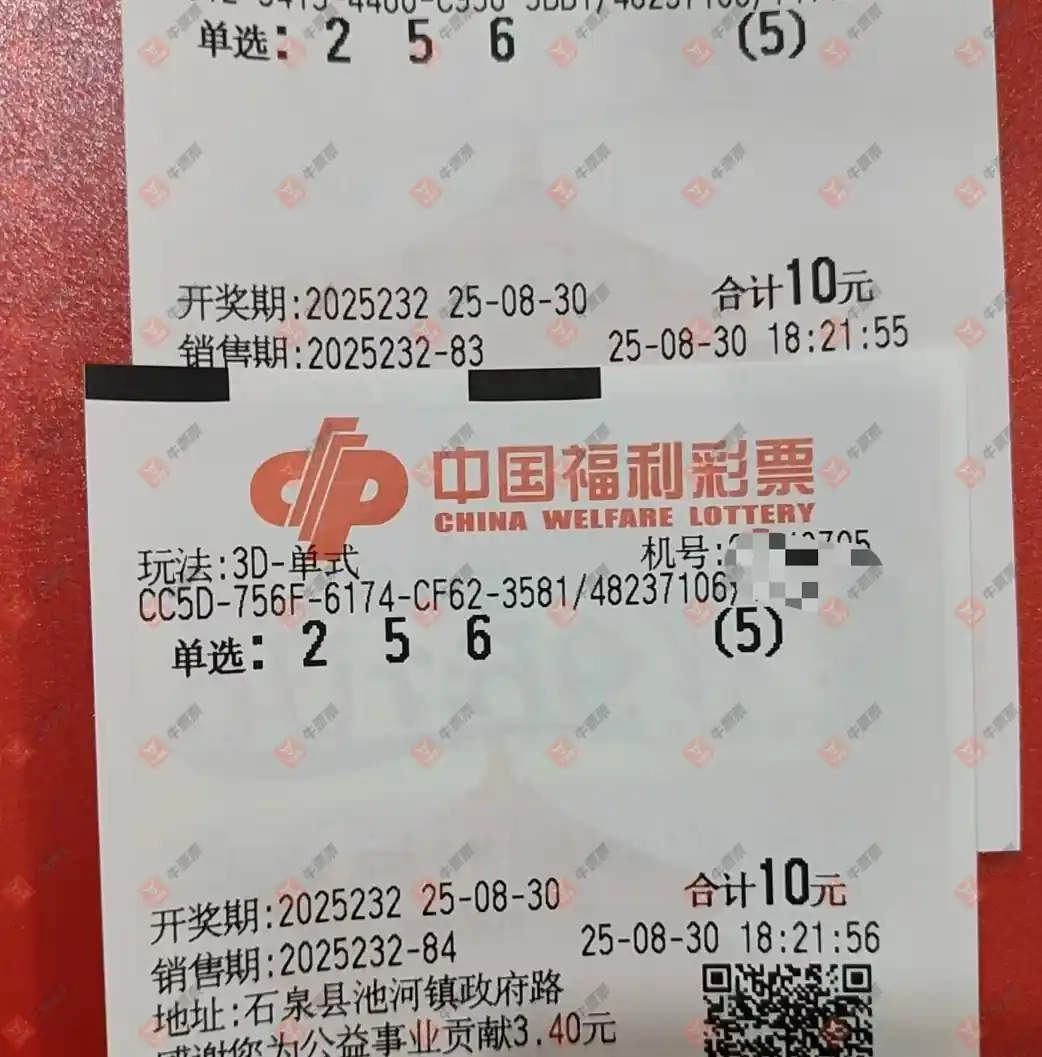 单选: 2 5 6 (5)
开奖期:2025232 25-08-30 合计10元
销售期:2025232-83 25-08-30 18:21:55
中国福利彩票
CHINA WELFARE LOTTERY
玩法:3D-单式 机号:
CC5D-756F-6174-CF62-3581/48237106/
单选: 2 5 6 (5)
开奖期:2025232 25-08-30 合计10元
销售期:2025232-84 25-08-30 18:21:56
地址:石泉县池河镇政府路
感谢您为公益事业贡献3.40元